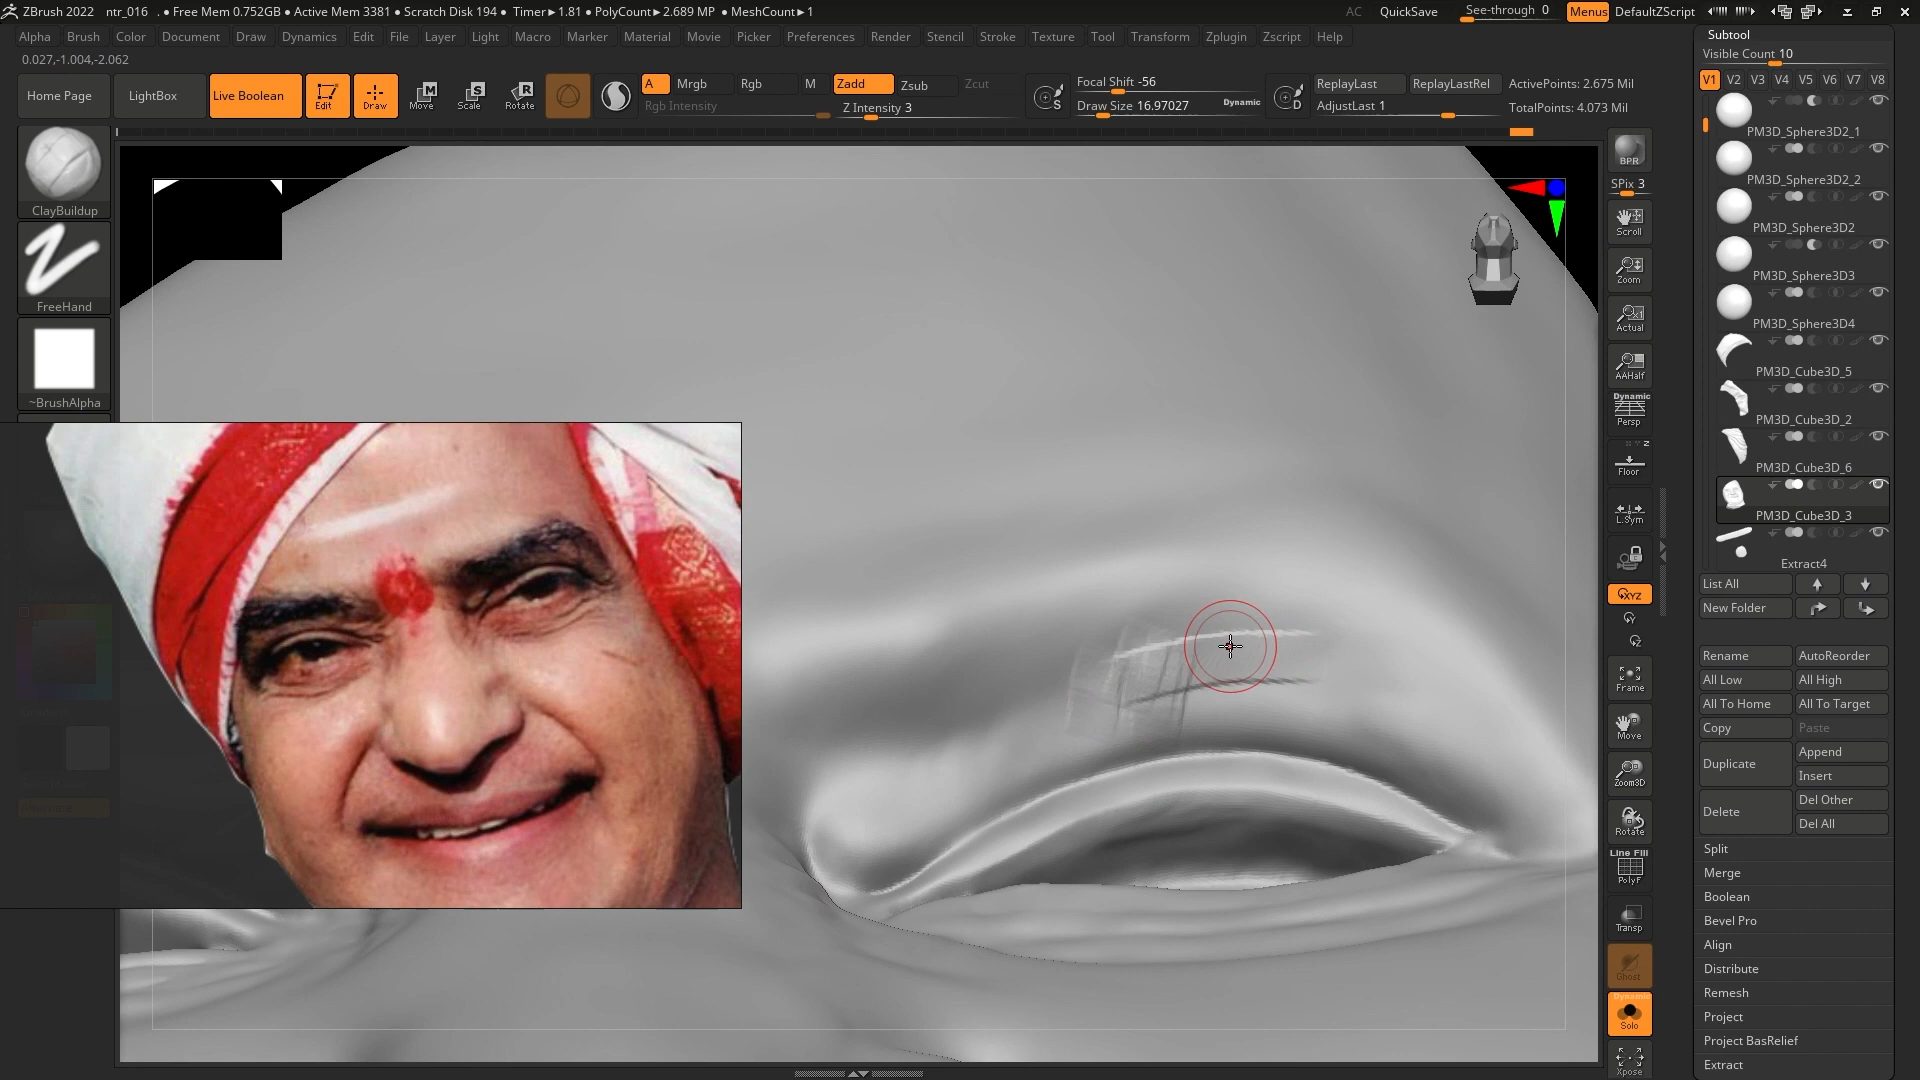 ZBrush 2022 ntr_016 . • Free Mem 0.752GB • Active Mem 3381 • Scratch Disk 194 • Timer►1.81 • PolyCount►2.689 MP • MeshCount►1 AC QuickSave See-through 0 Menus DefaultZScript
Alpha Brush Color Document Draw Dynamics Edit File Layer Light Macro Marker Material Movie Picker Preferences Render Stencil Stroke Texture Tool Transform Zplugin Zscript Help
0.027,-1.004,-2.062
Home Page LightBox Live Boolean Edit Draw Move Scale Rotate A Mrgb Rgb M Zadd Zsub Zcut Focal Shift -56 ReplayLast ReplayLastRel ActivePoints: 2.675 Mil
Rgb Intensity Z Intensity 3 S Draw Size 16.97027 Dynamic D AdjustLast 1 TotalPoints: 4.073 Mil
ClayBuildup
FreeHand
~BrushAlpha
BPR
SPix 3
Scroll
Zoom
Actual
AAHalf
Dynamic
Persp
Floor
L.Sym
XYZ
Y
Z
Frame
Move
Zoom3D
Rotate
Line Fill
PolyF
Transp
Ghost
Dynamic
Solo
Xpose
Subtool
Visible Count 10
V1 V2 V3 V4 V5 V6 V7 V8
PM3D_Sphere3D2_1
PM3D_Sphere3D2_2
PM3D_Sphere3D2
PM3D_Sphere3D3
PM3D_Sphere3D4
PM3D_Cube3D_5
PM3D_Cube3D_2
PM3D_Cube3D_6
PM3D_Cube3D_3
Extract4
List All
New Folder
Rename AutoReorder
All Low All High
All To Home All To Target
Copy Paste
Duplicate Append
Insert
Delete Del Other
Del All
Split
Merge
Boolean
Bevel Pro
Align
Distribute
Remesh
Project
Project BasRelief
Extract